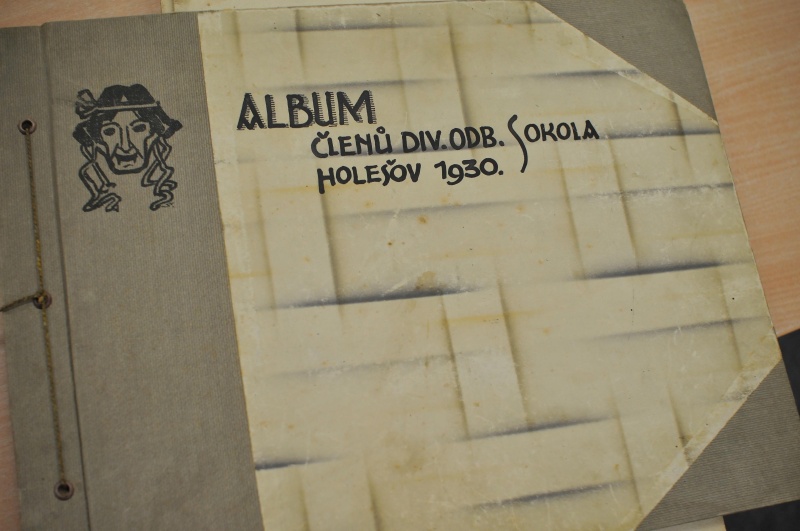 ALBUM
ČLENŮ DIV. ODB. SOKOLA
HOLEŠOV 1930.